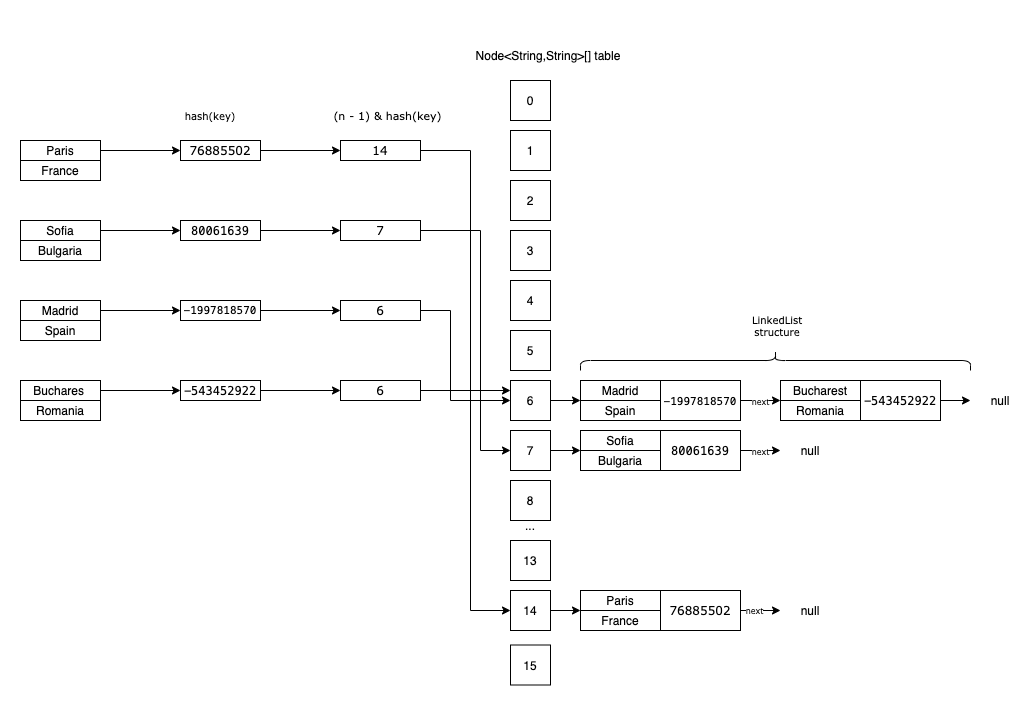 Node<String,String>[] table
0
hash(key)
(n - 1) & hash(key)
Paris
76885502
14
1
France
2
Sofia
80061639
7
Bulgaria
3
4
Madrid
-1997818570
6
Spain
LinkedList
structure
5
Buchares
-543452922
6
Romania
6
Madrid
Spain
-1997818570
next
Bucharest
Romania
-543452922
null
7
Sofia
Bulgaria
80061639
next
null
8
...
13
14
Paris
France
76885502
next
null
15